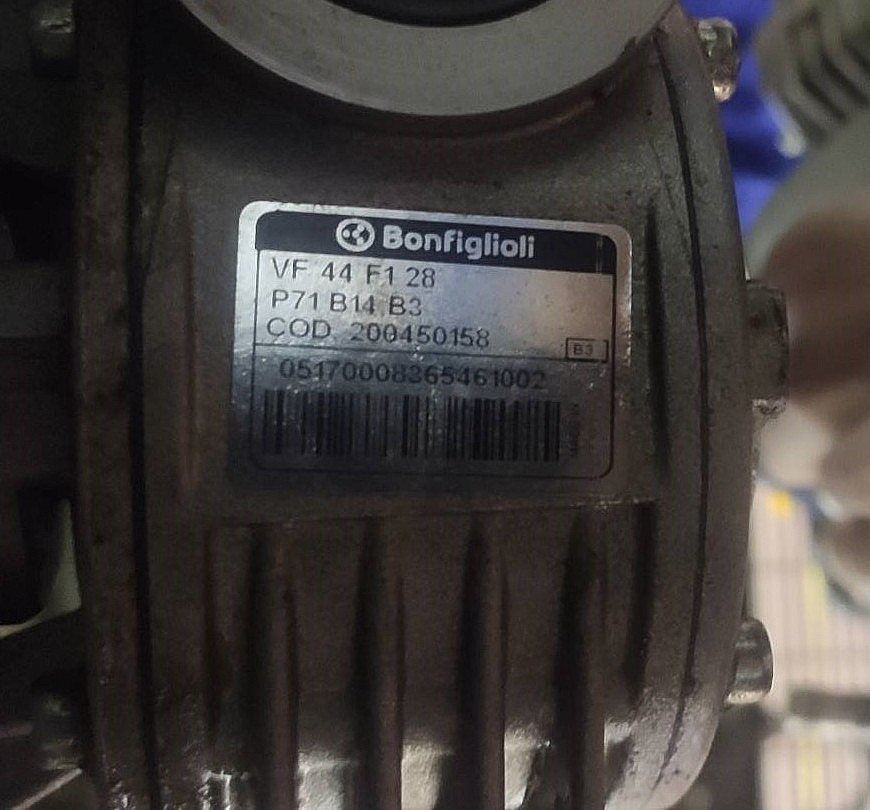 Bonfiglioli
VF 44 F1 28
P71 B14 B3
COD. 200450158
B3
05170008365461002